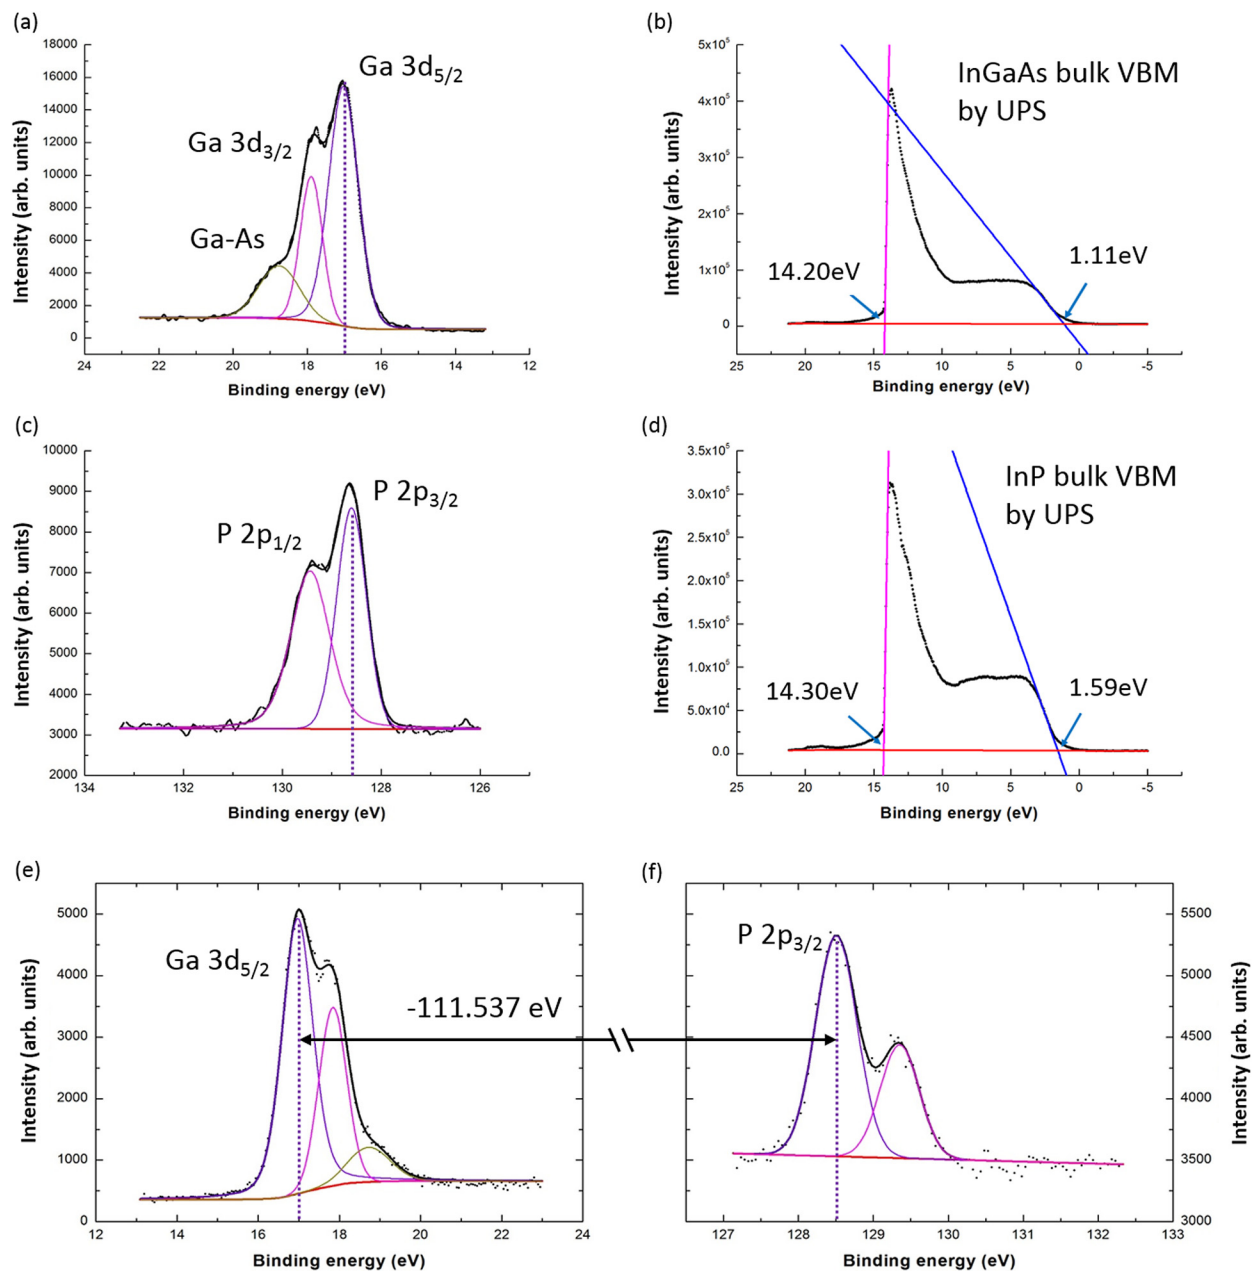 (a)
18000
16000
14000
12000
10000
8000
6000
4000
2000
0
Intensity (arb. units)
Ga 3d5/2
Ga 3d3/2
Ga-As
24 22 20 18 16 14 12
Binding energy (eV)
(b)
5x10⁵
4x10⁵
3x10⁵
2x10⁵
1x10⁵
0
Intensity (arb. units)
InGaAs bulk VBM
by UPS
14.20eV
1.11eV
25 20 15 10 5 0 -5
Binding energy (eV)
(c)
10000
9000
8000
7000
6000
5000
4000
3000
2000
Intensity (arb. units)
P 2p3/2
P 2p1/2
134 132 130 128 126
Binding energy (eV)
(d)
3.5x10⁵
3.0x10⁵
2.5x10⁵
2.0x10⁵
1.5x10⁵
1.0x10⁵
5.0x10⁴
0.0
Intensity (arb. units)
InP bulk VBM
by UPS
14.30eV
1.59eV
25 20 15 10 5 0 -5
Binding energy (eV)
(e)
5000
4000
3000
2000
1000
0
Intensity (arb. units)
Ga 3d5/2
-111.537 eV
12 14 16 18 20 22 24
Binding energy (eV)
(f)
P 2p3/2
5500
5000
4500
4000
3500
3000
Intensity (arb. units)
127 128 129 130 131 132 133
Binding energy (eV)